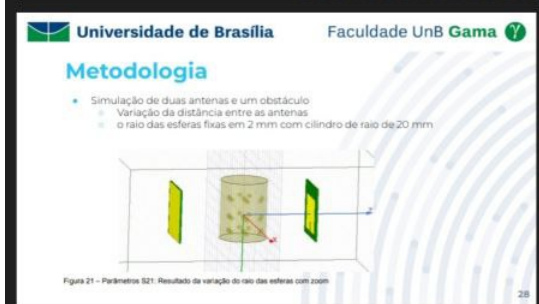 Universidade de Brasília
Faculdade UnB Gama
Metodologia
Simulação de duas antenas e um obstáculo
Variação da distância entre as antenas
o raio das esferas fixas em 2 mm com cilindro de raio de 20 mm
Figura 21 – Parâmetros S21: Resultado da variação do raio das esferas com zoom
28